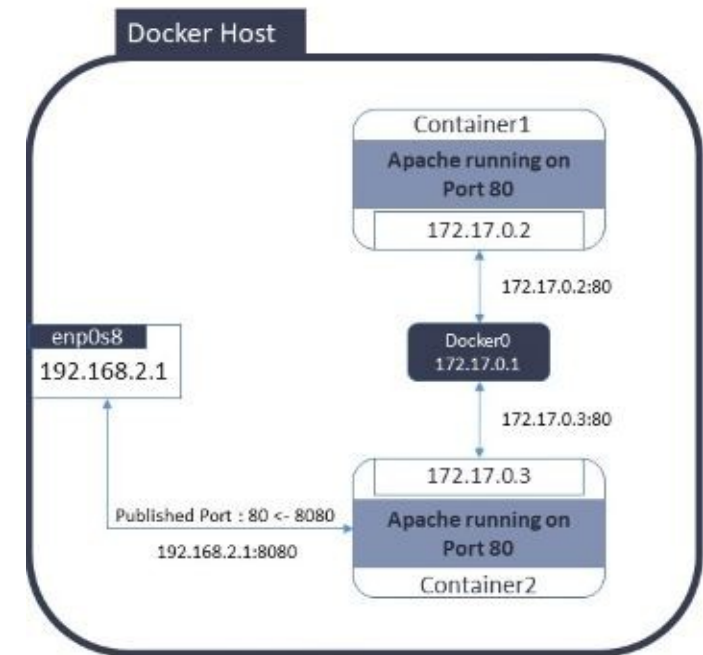 Docker Host
Container1
Apache running on
Port 80
172.17.0.2
172.17.0.2:80
enp0s8
192.168.2.1
Docker0
172.17.0.1
172.17.0.3:80
172.17.0.3
Published Port : 80 <- 8080
192.168.2.1:8080
Apache running on
Port 80
Container2